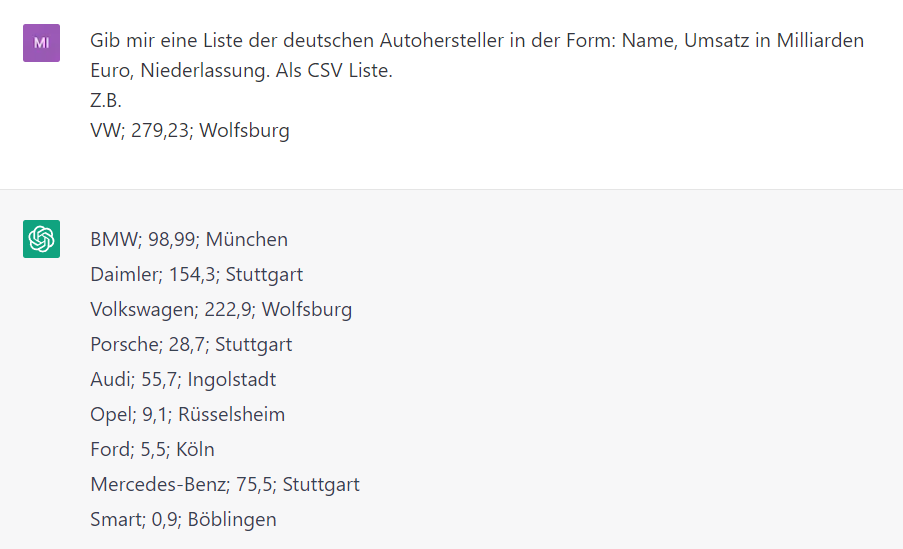 MI
Gib mir eine Liste der deutschen Autohersteller in der Form: Name, Umsatz in Milliarden
Euro, Niederlassung. Als CSV Liste.
Z.B.
VW; 279,23; Wolfsburg
BMW; 98,99; München
Daimler; 154,3; Stuttgart
Volkswagen; 222,9; Wolfsburg
Porsche; 28,7; Stuttgart
Audi; 55,7; Ingolstadt
Opel; 9,1; Rüsselsheim
Ford; 5,5; Köln
Mercedes-Benz; 75,5; Stuttgart
Smart; 0,9; Böblingen